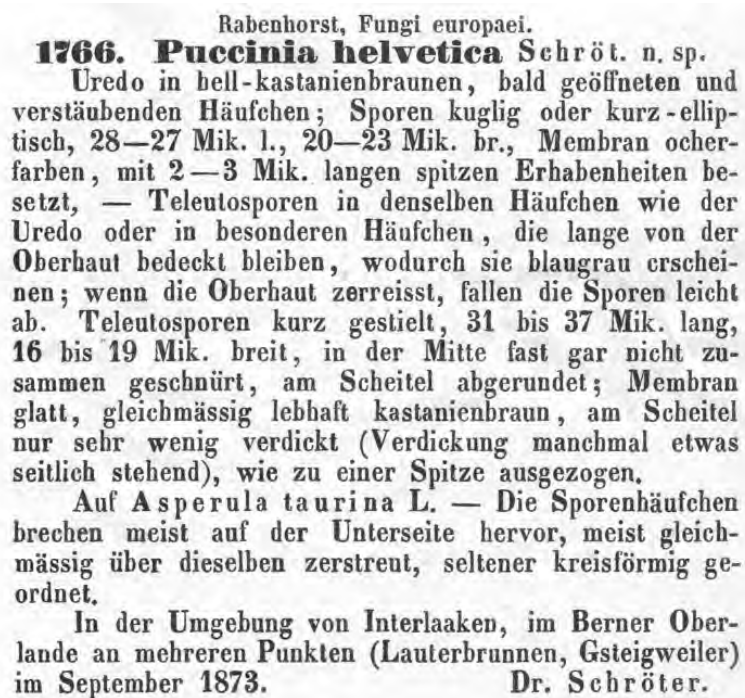 Rabenhorst, Fungi europaei.
1766. Puccinia helvetica Schröt. n. sp.
Uredo in hell-kastanienbraunen, bald geöffneten und
verstäubenden Häufchen; Sporen kuglig oder kurz-ellip-
tisch, 28—27 Mik. l., 20—23 Mik. br., Membran ocher-
farben, mit 2—3 Mik. langen spitzen Erhabenheiten be-
setzt, — Teleutosporen in denselben Häufchen wie der
Uredo oder in besonderen Häufchen, die lange von der
Oberhaut bedeckt bleiben, wodurch sie blaugrau erschei-
nen; wenn die Oberhaut zerreisst, fallen die Sporen leicht
ab. Teleutosporen kurz gestielt, 31 bis 37 Mik. lang,
16 bis 19 Mik. breit, in der Mitte fast gar nicht zu-
sammen geschnürt, am Scheitel abgerundet; Membran
glatt, gleichmässig lebhaft kastanienbraun, am Scheitel
nur sehr wenig verdickt (Verdickung manchmal etwas
seitlich stehend), wie zu einer Spitze ausgezogen.
Auf Asperula taurina L. — Die Sporenhäufchen
brechen meist auf der Unterseite hervor, meist gleich-
mässig über dieselben zerstreut, seltener kreisförmig ge-
ordnet.
In der Umgebung von Interlaaken, im Berner Ober-
lande an mehreren Punkten (Lauterbrunnen, Gsteigweiler)
im September 1873. Dr. Schröter.